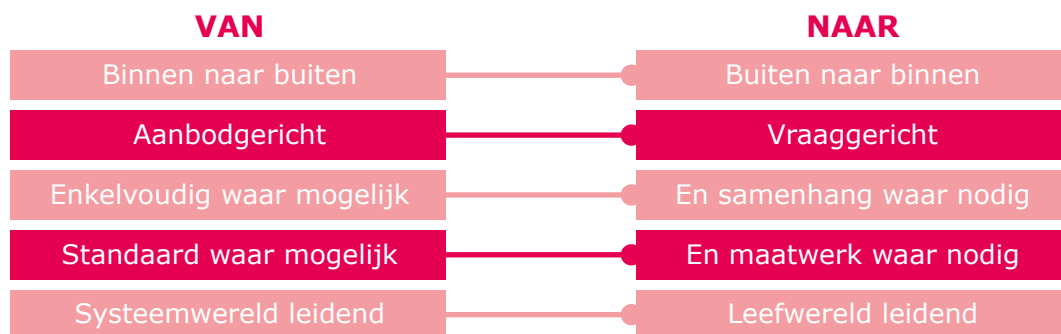 VAN NAAR
Binnen naar buiten Buiten naar binnen
Aanbodgericht Vraaggericht
Enkelvoudig waar mogelijk En samenhang waar nodig
Standaard waar mogelijk En maatwerk waar nodig
Systeemwereld leidend Leefwereld leidend